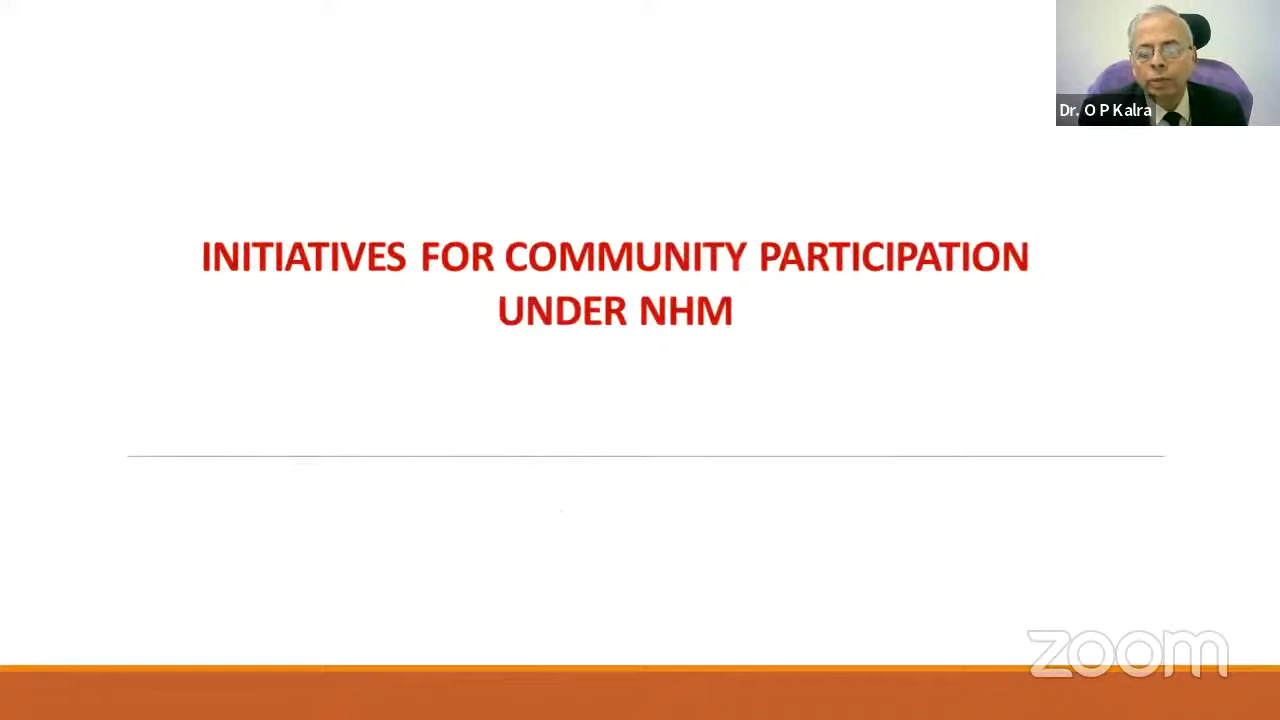 Dr. O P Kalra
INITIATIVES FOR COMMUNITY PARTICIPATION
UNDER NHM
zoom